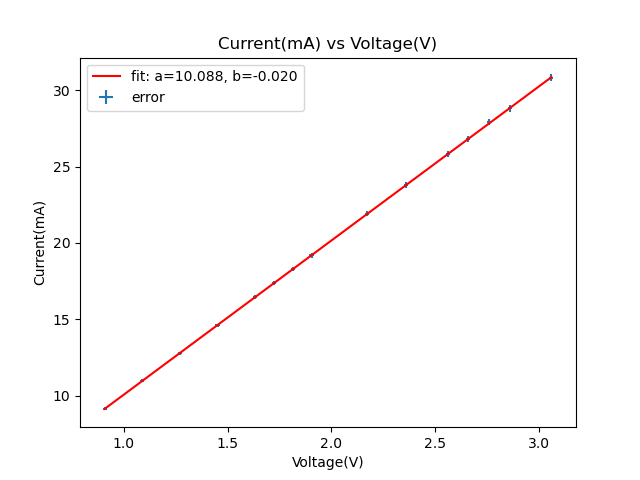 Current(mA) vs Voltage(V)
fit: a=10.088, b=-0.020
error
30
25
20
15
10
Current(mA)
1.0 1.5 2.0 2.5 3.0
Voltage(V)